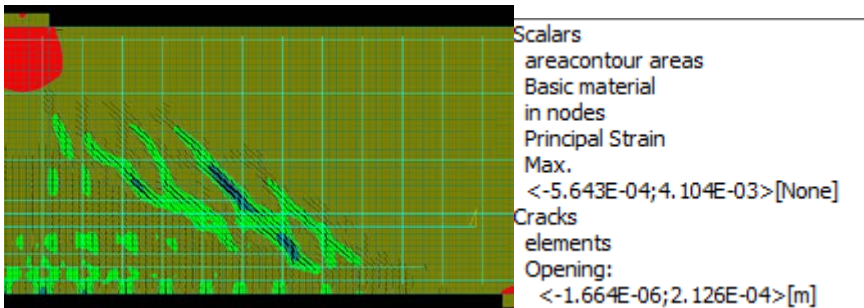 Scalars
areacontour areas
Basic material
in nodes
Principal Strain
Max.
<-5.643E-04;4.104E-03>[None]
Cracks
elements
Opening:
<-1.664E-06;2.126E-04>[m]